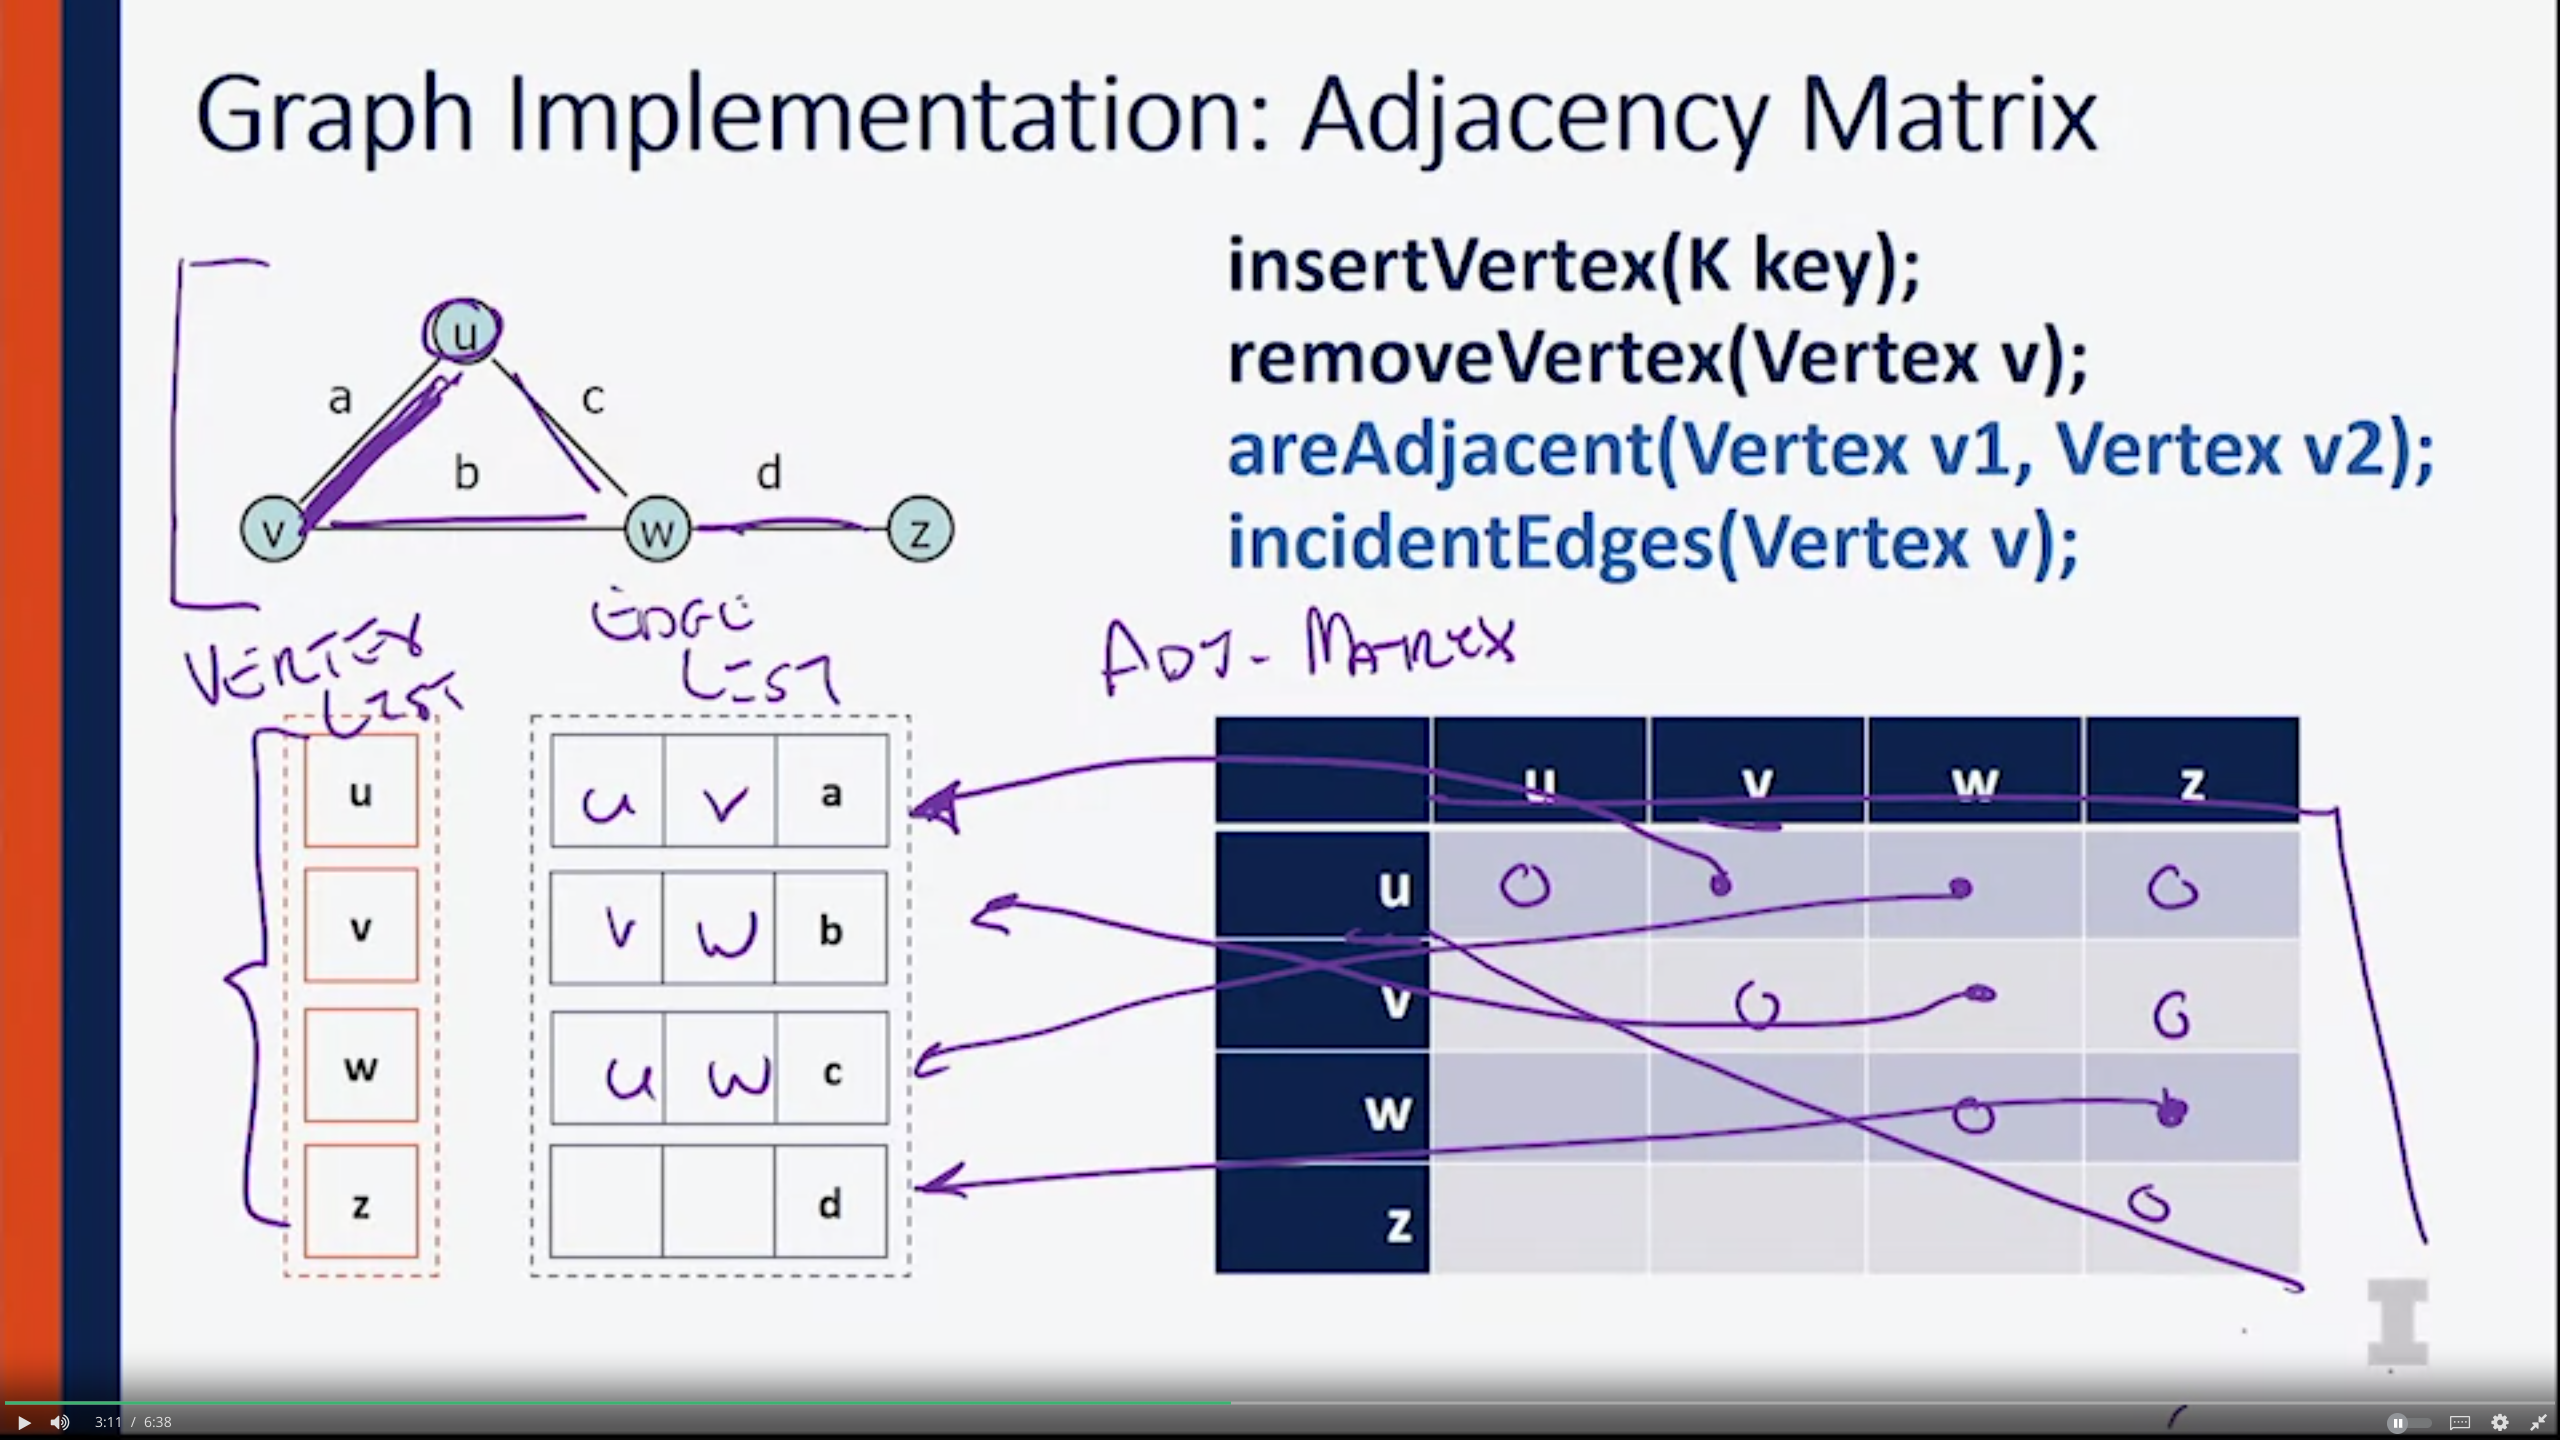 Graph Implementation: Adjacency Matrix
insertVertex(K key);
removeVertex(Vertex v);
areAdjacent(Vertex v1, Vertex v2);
incidentEdges(Vertex v);
u
a c
b d
v w z
VERTEX LIST
EDGE LIST
ADJ- MATRIX
u
v
w
z
u v a
v w b
u w c
d
u v w z
u 0 0
v 0 0
w 0
z 0
I
3:11 / 6:38